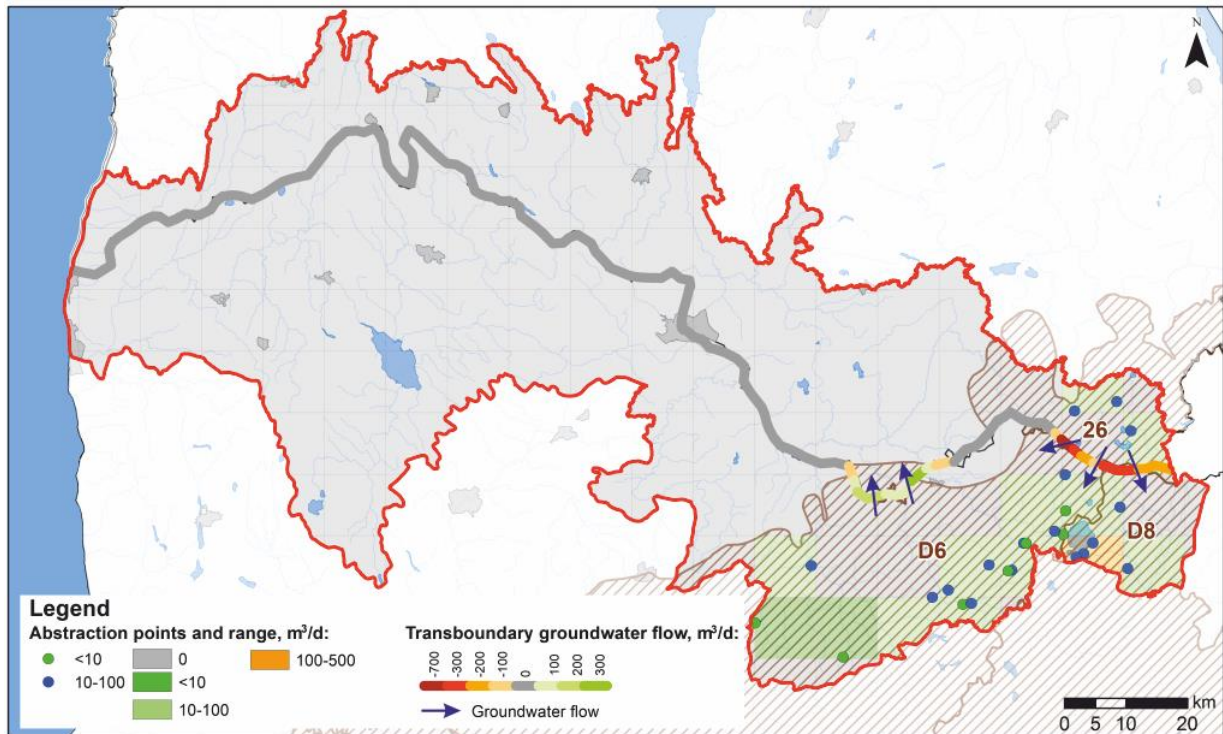 N
26
D6
D8
Legend
Abstraction points and range, m³/d:
<10
0
100-500
10-100
<10
10-100
Transboundary groundwater flow, m³/d:
-700
-300
-200
-100
0
100
200
300
Groundwater flow
km
0 5 10 20